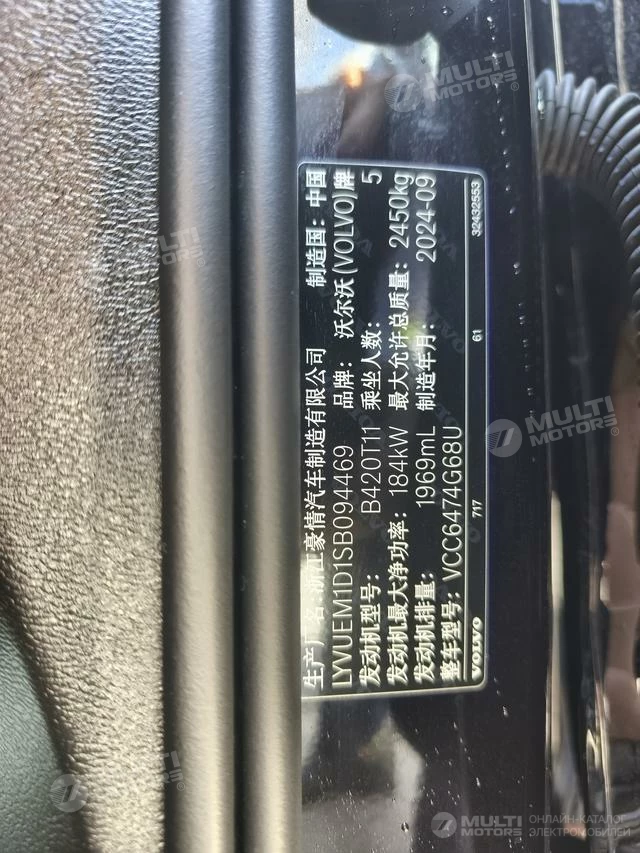 生产厂名:浙江豪情汽车制造有限公司 制造国: 中国
LYVUEM1D1SB094469 品牌: 沃尔沃(VOLVO)牌
发动机型号: B420T11 乘坐人数: 5
发动机最大净功率: 184kW 最大允许总质量: 2450kg
发动机排量: 1969mL 制造年月: 2024-09
整车型号: VCC6474G68U
VOLVO 717 61 32432553
MULTI MOTORS®
MULTI MOTORS®
MULTI MOTORS®
MULTI MOTORS®
MULTI MOTORS® ОНЛАЙН-КАТАЛОГ
ЭЛЕКТРОМОБИЛЕЙ